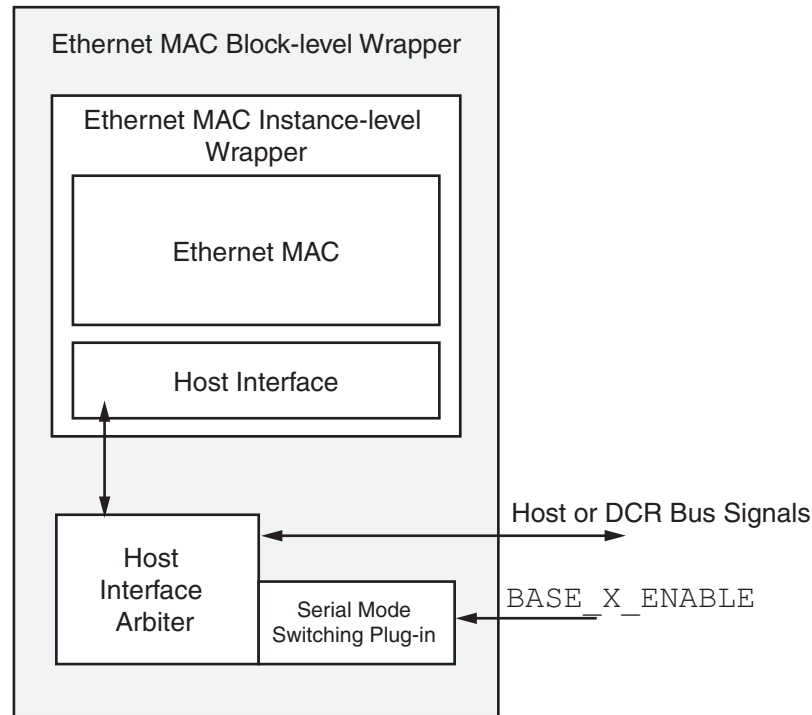 Ethernet MAC Block-level Wrapper
Ethernet MAC Instance-level
Wrapper
Ethernet MAC
Host Interface
Host or DCR Bus Signals
Host
Interface
Arbiter
Serial Mode
Switching Plug-in
BASE_X_ENABLE